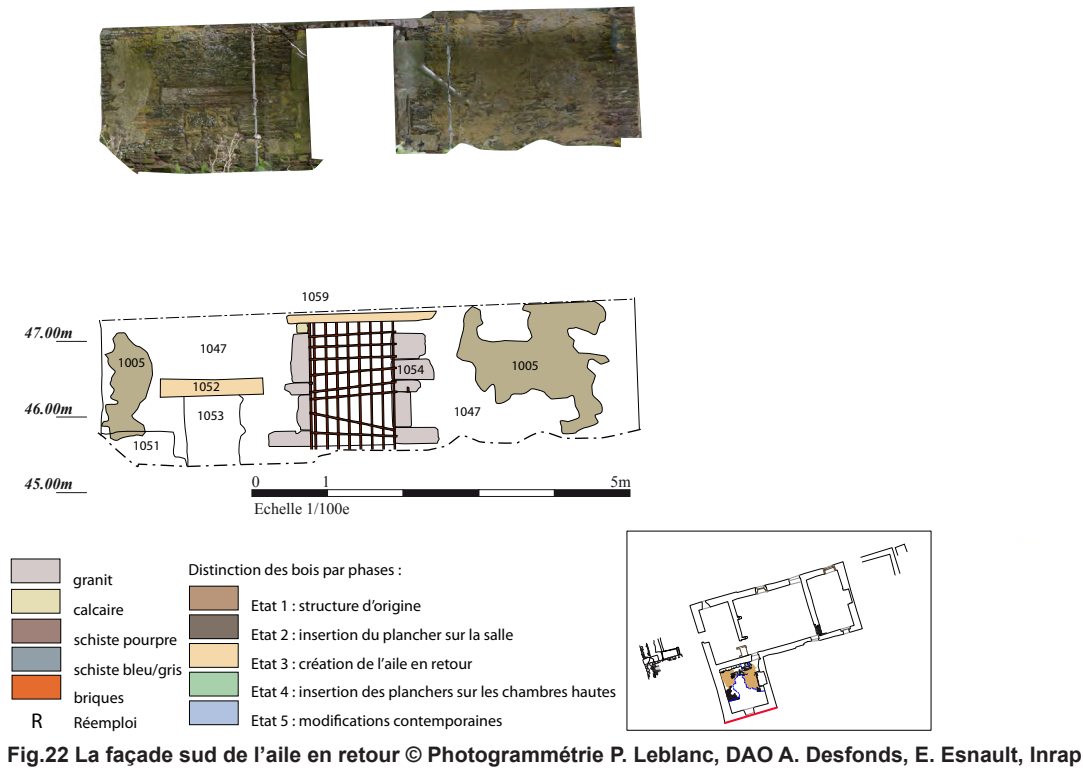 1059
47.00m
1005
1047
1054
1005
1052
1053
46.00m
1047
1051
45.00m
0 1 5m
Echelle 1/100e
granit
calcaire
schiste pourpre
schiste bleu/gris
briques
R Réemploi
Distinction des bois par phases :
Etat 1 : structure d'origine
Etat 2 : insertion du plancher sur la salle
Etat 3 : création de l'aile en retour
Etat 4 : insertion des planchers sur les chambres hautes
Etat 5 : modifications contemporaines
Fig.22 La façade sud de l'aile en retour © Photogrammétrie P. Leblanc, DAO A. Desfonds, E. Esnault, Inrap